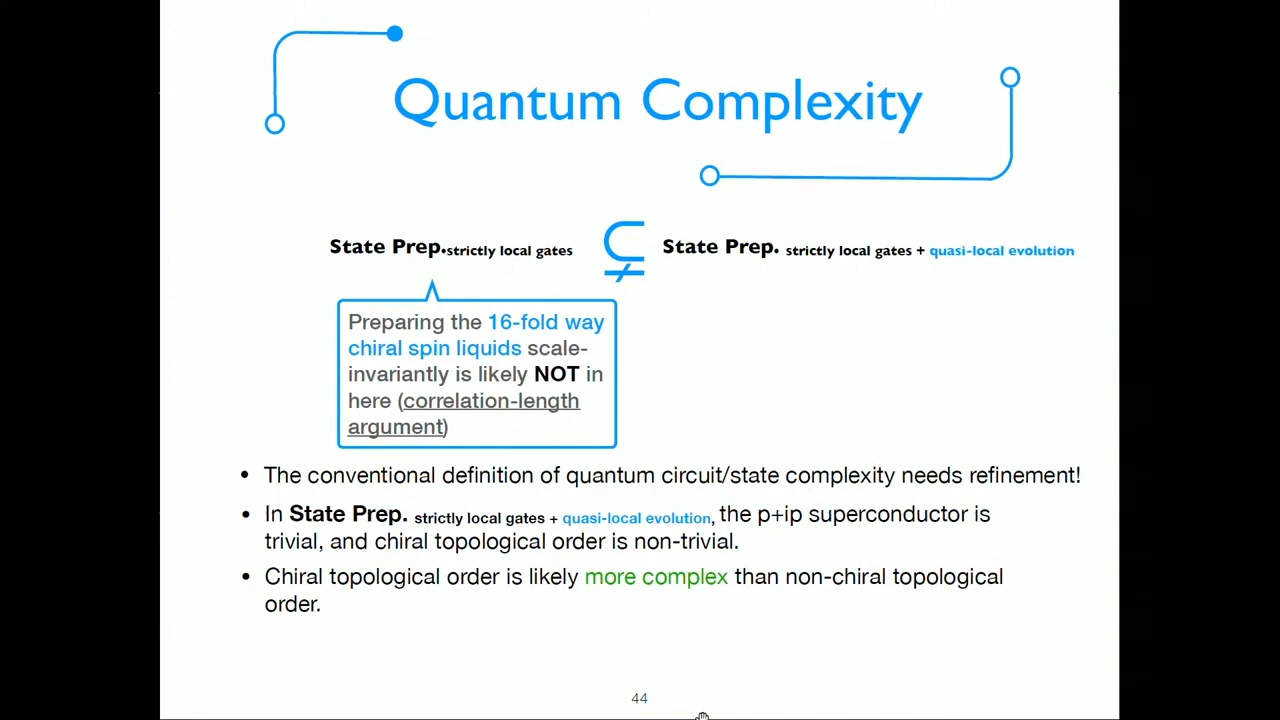 Quantum Complexity
State Prep.strictly local gates ⊊ State Prep. strictly local gates + quasi-local evolution
Preparing the 16-fold way
chiral spin liquids scale-
invariantly is likely NOT in
here (correlation-length
argument)
• The conventional definition of quantum circuit/state complexity needs refinement!
• In State Prep. strictly local gates + quasi-local evolution, the p+ip superconductor is
trivial, and chiral topological order is non-trivial.
• Chiral topological order is likely more complex than non-chiral topological
order.
44